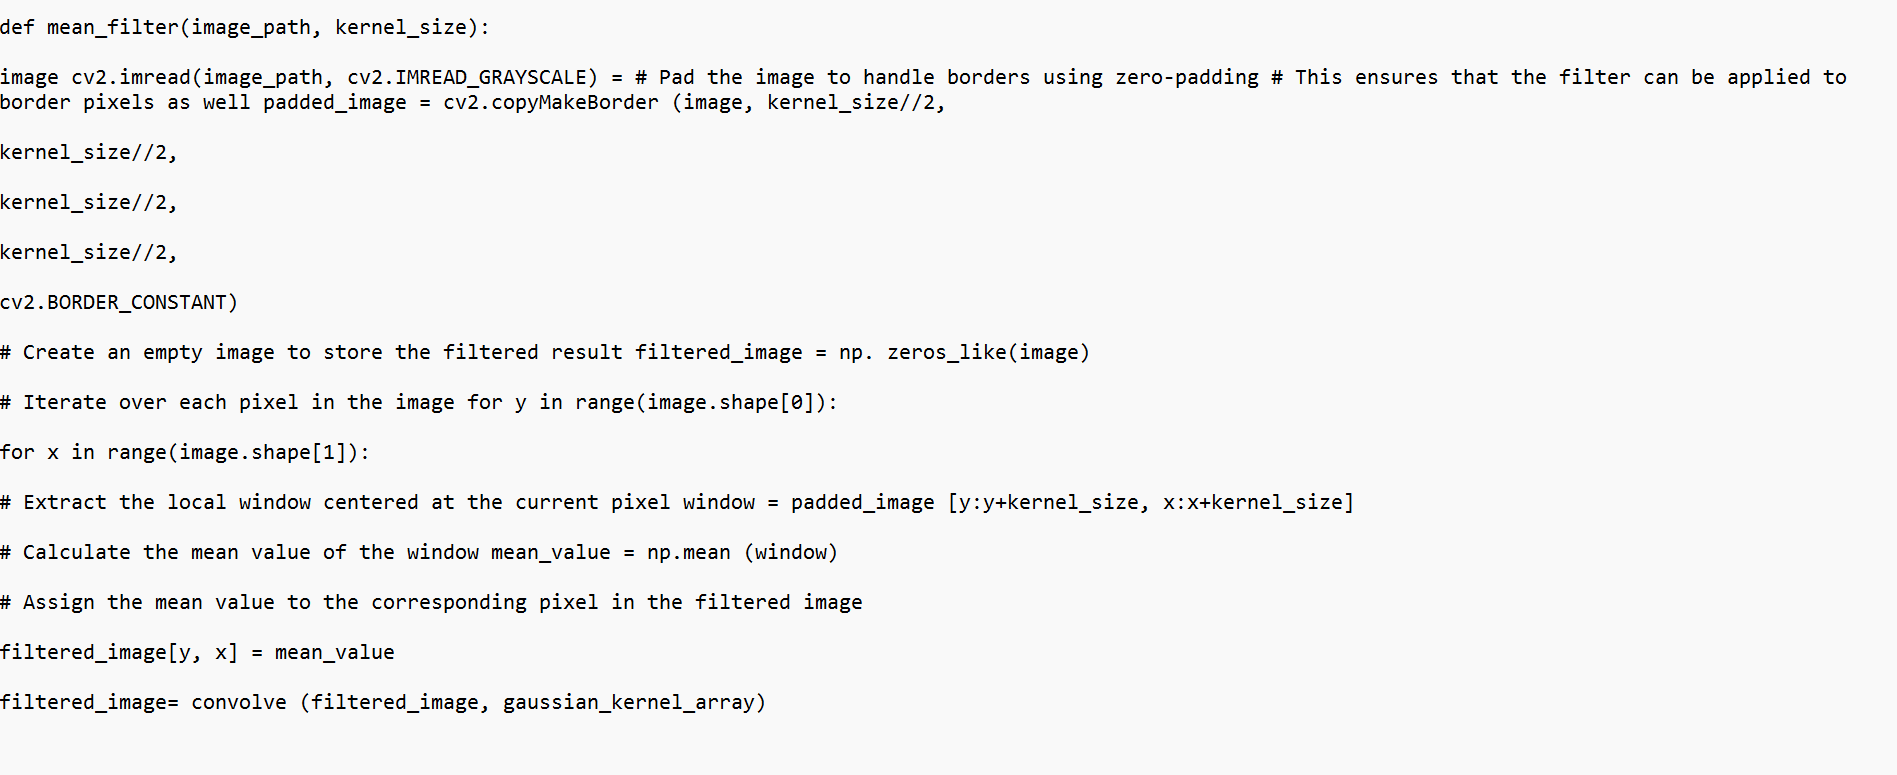 def mean_filter(image_path, kernel_size):
image cv2.imread(image_path, cv2.IMREAD_GRAYSCALE) = # Pad the image to handle borders using zero-padding # This ensures that the filter can be applied to
border pixels as well padded_image = cv2.copyMakeBorder (image, kernel_size//2,
kernel_size//2,
kernel_size//2,
kernel_size//2,
cv2.BORDER_CONSTANT)
# Create an empty image to store the filtered result filtered_image = np. zeros_like(image)
# Iterate over each pixel in the image for y in range(image.shape[0]):
for x in range(image.shape[1]):
# Extract the local window centered at the current pixel window = padded_image [y:y+kernel_size, x:x+kernel_size]
# Calculate the mean value of the window mean_value = np.mean (window)
# Assign the mean value to the corresponding pixel in the filtered image
filtered_image[y, x] = mean_value
filtered_image= convolve (filtered_image, gaussian_kernel_array)